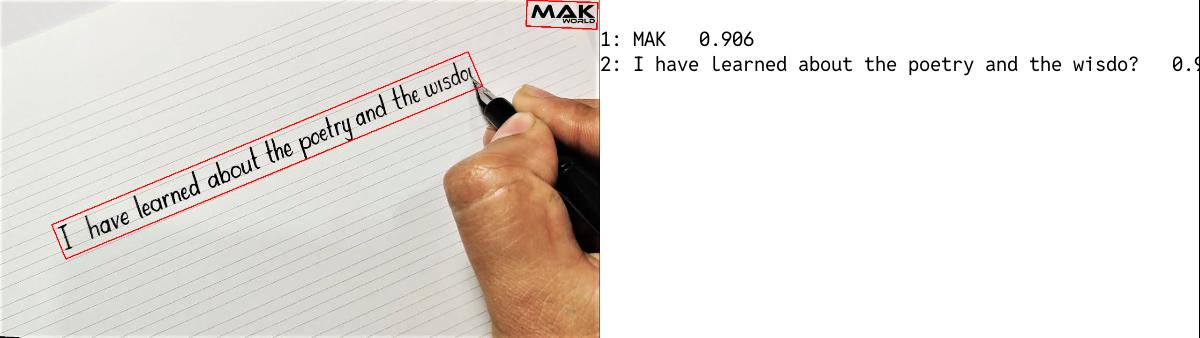 MAK
WORLD
I have learned about the poetry and the wisdo
1: MAK 0.906
2: I have learned about the poetry and the wisdo? 0.9